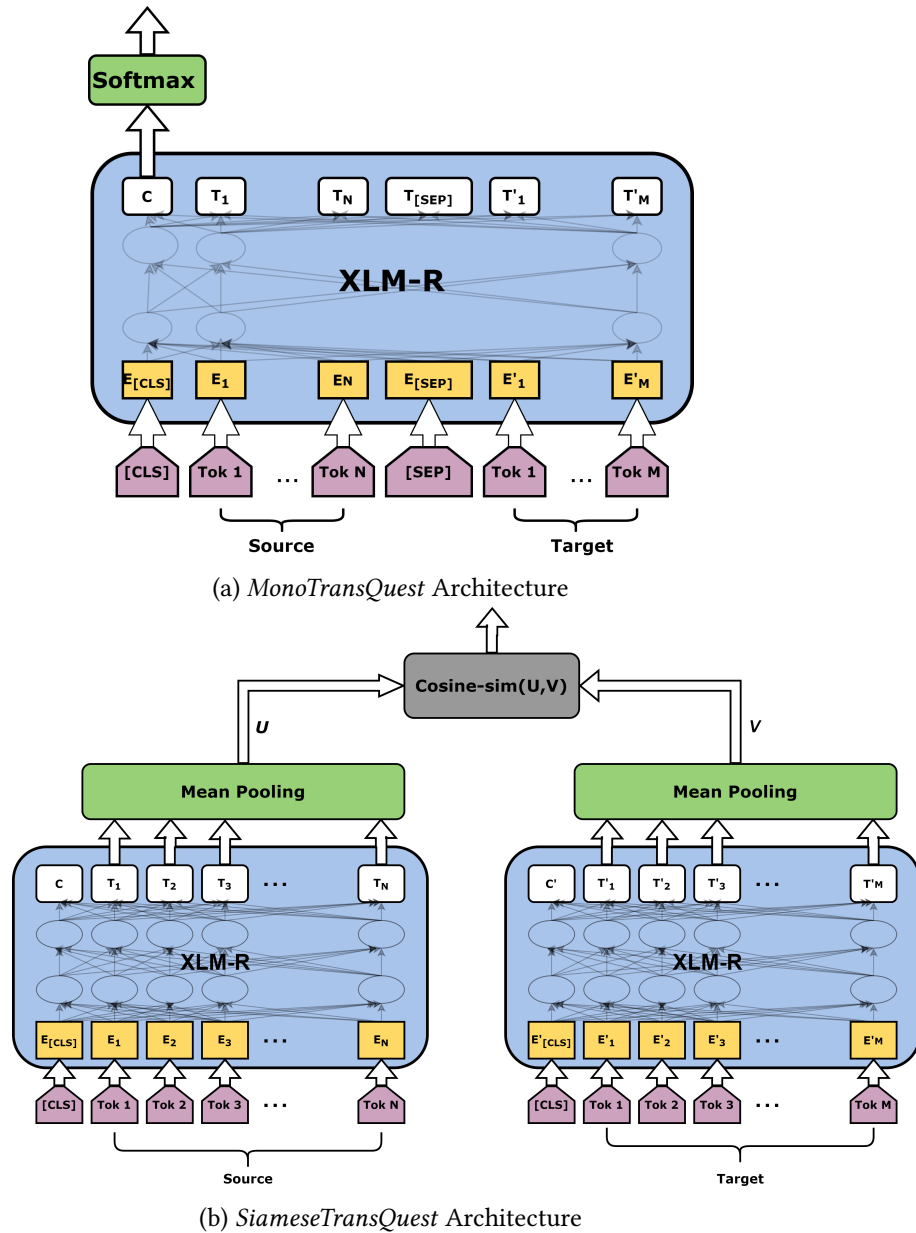 Softmax
C T1 TN T[SEP] T'1 T'M
XLM-R
E[CLS] E1 EN E[SEP] E'1 E'M
[CLS] Tok 1 ... Tok N [SEP] Tok 1 ... Tok M
Source Target
(a) MonoTransQuest Architecture
Cosine-sim(U,V)
U V
Mean Pooling Mean Pooling
C T1 T2 T3 ... TN C' T'1 T'2 T'3 ... T'M
XLM-R XLM-R
E[CLS] E1 E2 E3 ... EN E'[CLS] E'1 E'2 E'3 ... E'M
[CLS] Tok 1 Tok 2 Tok 3 ... Tok N [CLS] Tok 1 Tok 2 Tok 3 ... Tok M
Source Target
(b) SiameseTransQuest Architecture